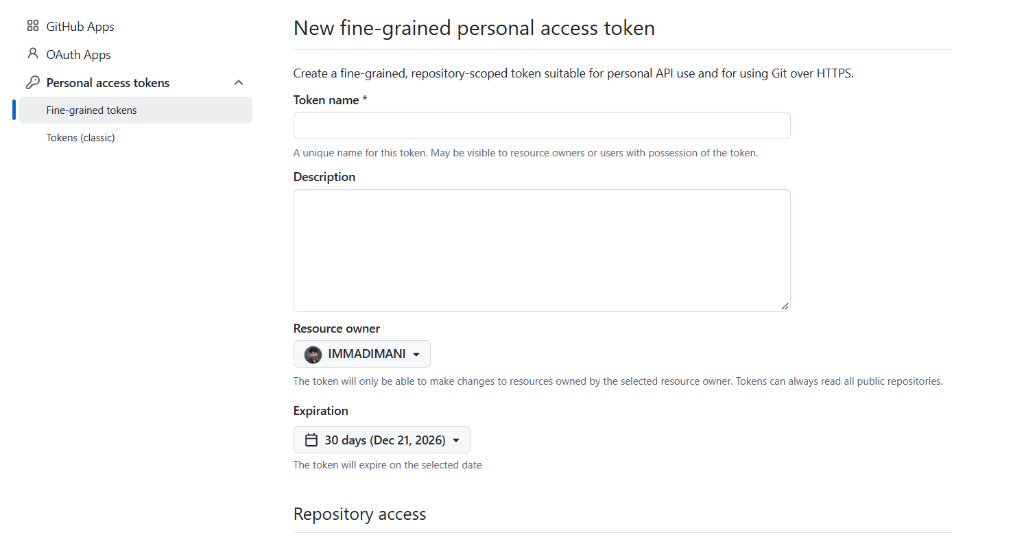 GitHub Apps
OAuth Apps
Personal access tokens
Fine-grained tokens
Tokens (classic)
New fine-grained personal access token
Create a fine-grained, repository-scoped token suitable for personal API use and for using Git over HTTPS.
Token name *
A unique name for this token. May be visible to resource owners or users with possession of the token.
Description
Resource owner
IMMADIMANI
The token will only be able to make changes to resources owned by the selected resource owner. Tokens can always read all public repositories.
Expiration
30 days (Dec 21, 2026)
The token will expire on the selected date
Repository access